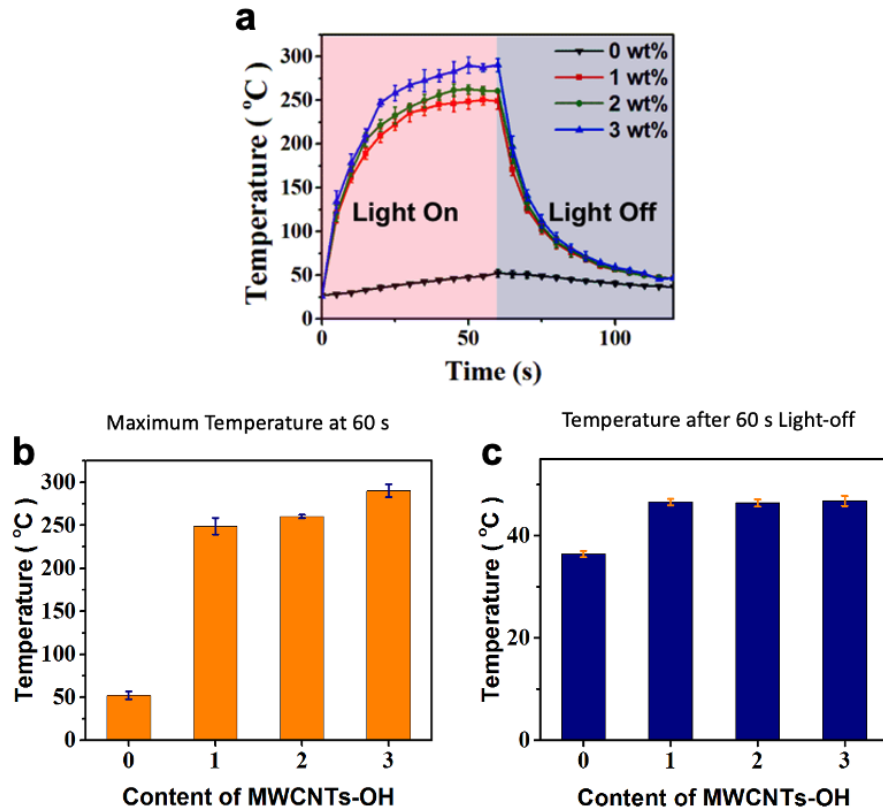 a
Temperature ( °C )
300
250
200
150
100
50
0
0 wt%
1 wt%
2 wt%
3 wt%
Light On
Light Off
0
50
100
Time (s)
Maximum Temperature at 60 s
b
Temperature ( °C )
300
250
200
150
100
50
0
0
1
2
3
Content of MWCNTs-OH
Temperature after 60 s Light-off
c
Temperature ( °C )
40
20
0
0
1
2
3
Content of MWCNTs-OH